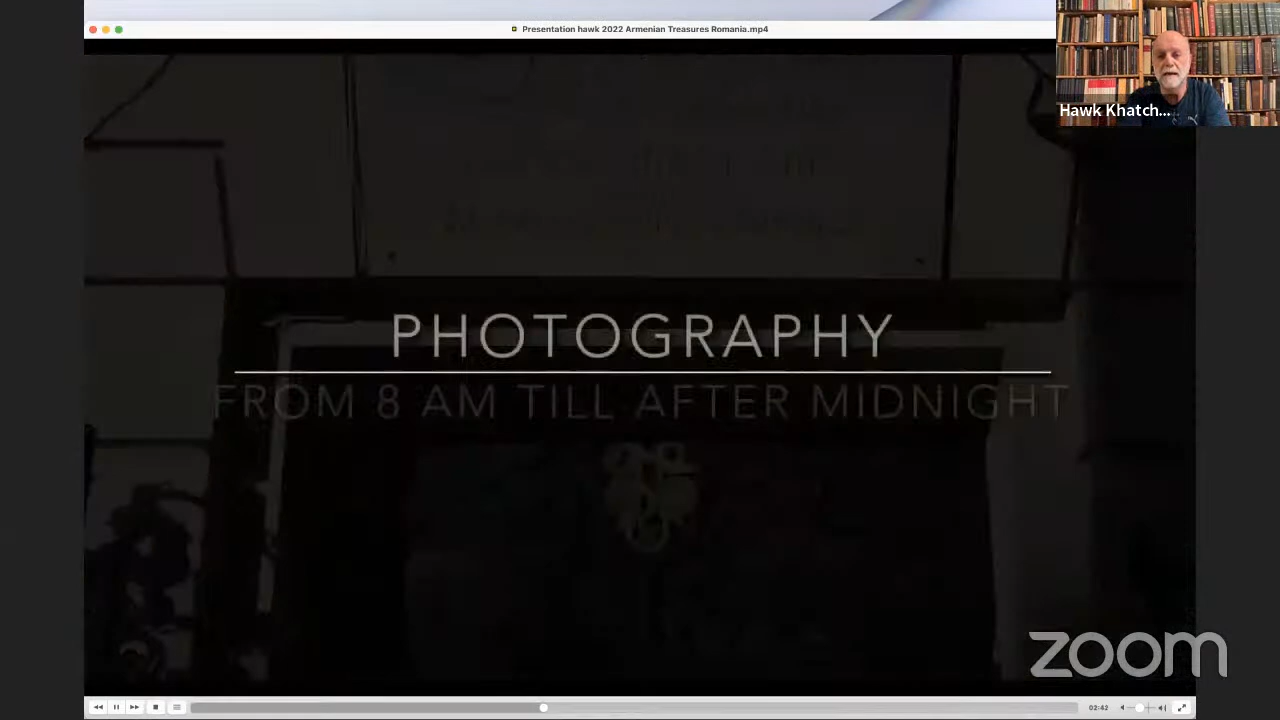 Presentation hawk 2022 Armenian Treasures Romania.mp4
Hawk Khatch...
PHOTOGRAPHY
FROM 8 AM TILL AFTER MIDNIGHT
zoom
02:42